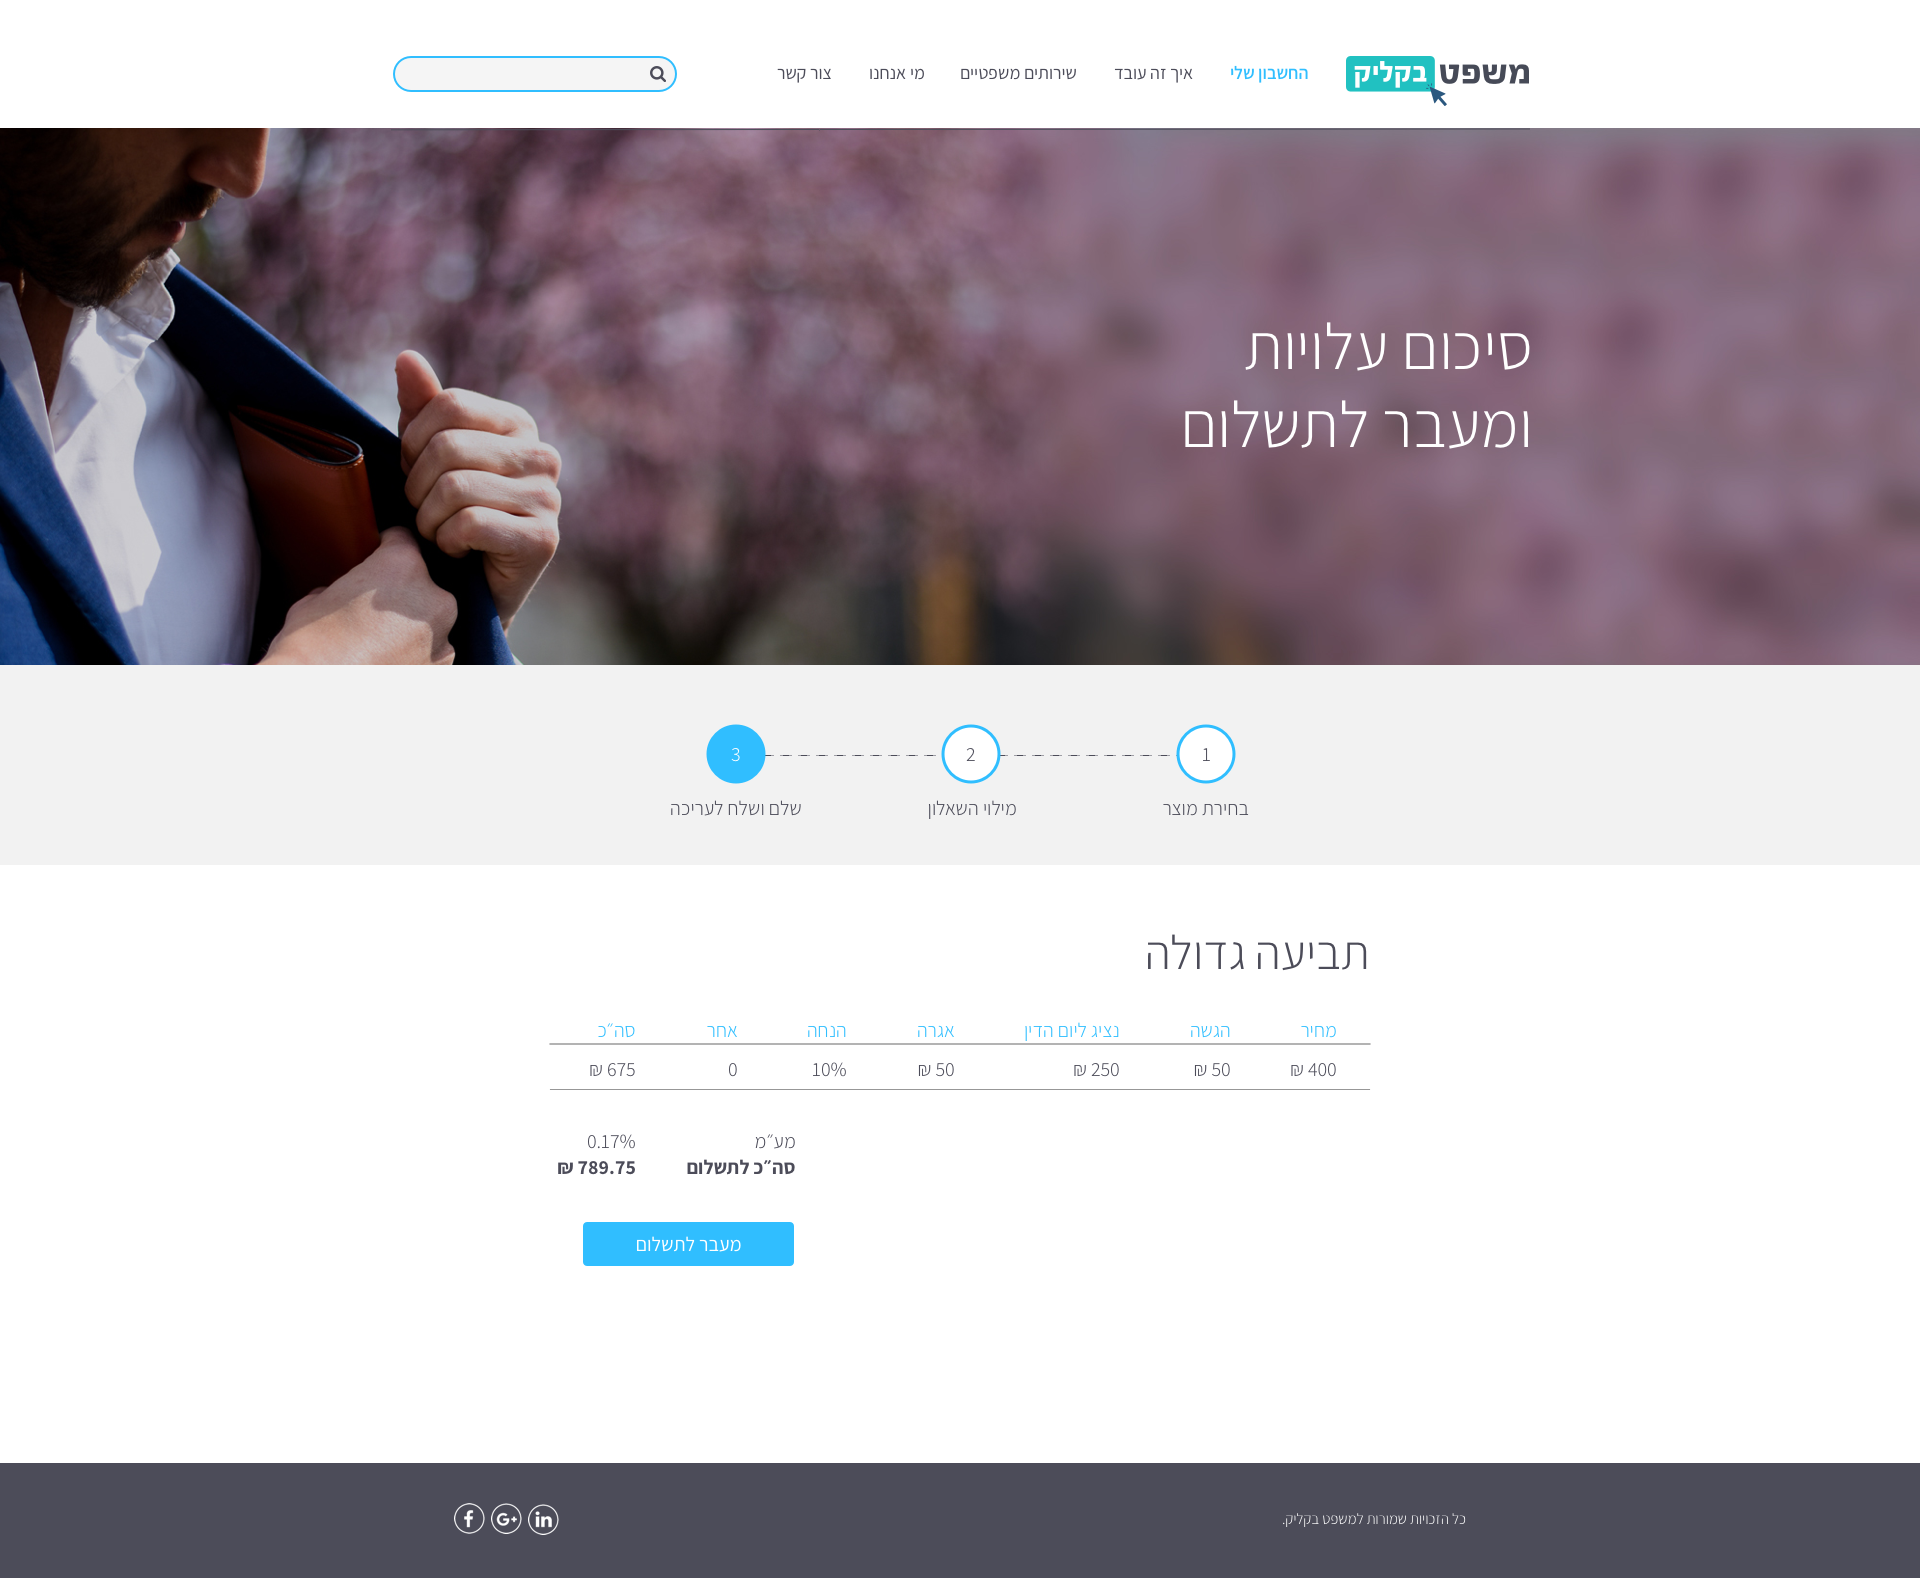 משפט בקליק
החשבון שלי
איך זה עובד
שירותים משפטיים
מי אנחנו
צור קשר
סיכום עלויות
ומעבר לתשלום
1
2
3
בחירת מוצר
מילוי השאלון
שלם ושלח לעריכה
תביעה גדולה
מחיר הגשה נציג ליום הדין אגרה הנחה אחר סה״כ
400 ₪ 50 ₪ 250 ₪ 50 ₪ 10% 0 675 ₪
מע״מ 0.17%
סה״כ לתשלום 789.75 ₪
מעבר לתשלום
כל הזכויות שמורות למשפט בקליק.
in
G+
f